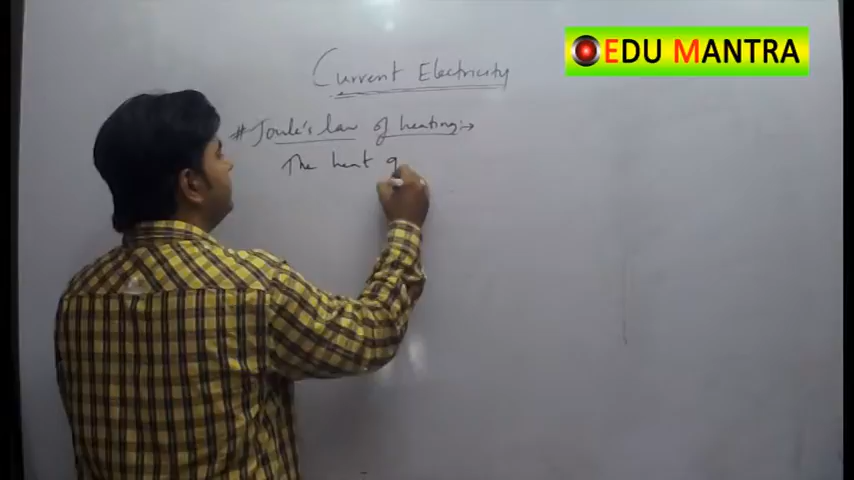 EDU MANTRA
Current Electricity
# Joule's law of heating :→
The heat g